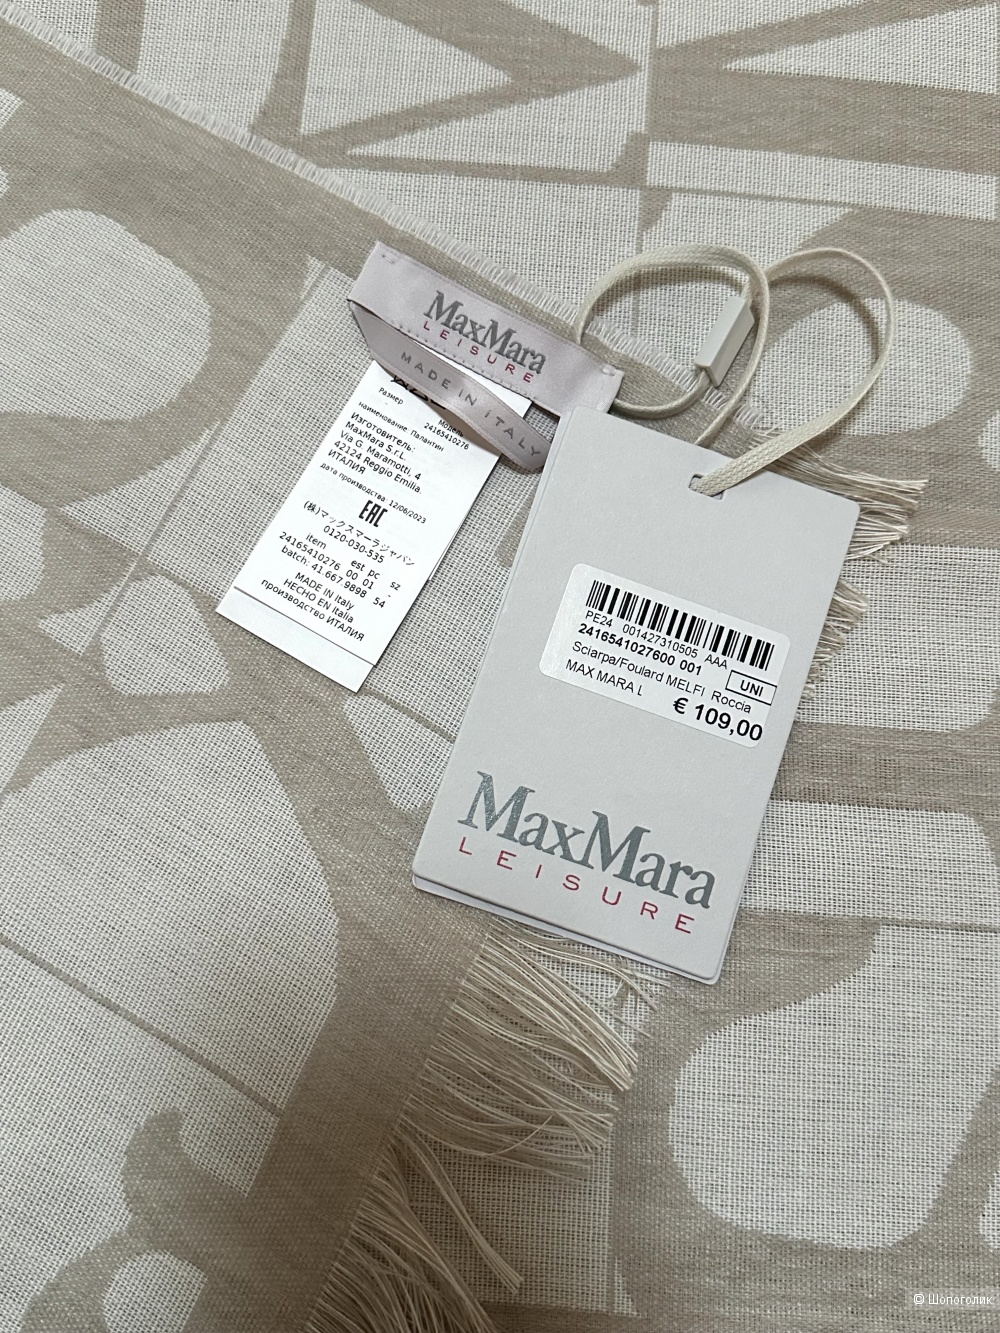 MaxMara
LEISURE
MADE IN ITALY
Размер
Модель
24165410276
наименование Палантин
Изготовитель:
MaxMara S.r.L.
Via G. Maramotti, 4
42124 Reggio Emilia.
ИТАЛИЯ
дата производства 12/06/2023
EAC
(株)マックスマーラジャパン
0120-030-535
item est pc sz
24165410276 00 01 -
batch: 41.667.9898 54
MADE IN Italy
HECHO EN Italia
производство ИТАЛИЯ
PE24 001427310505 AAA
2416541027600 001
UNI
Sciarpa/Foulard MELFI Roccia
MAX MARA L
€ 109,00
MaxMara
LEISURE
© Шопоголик